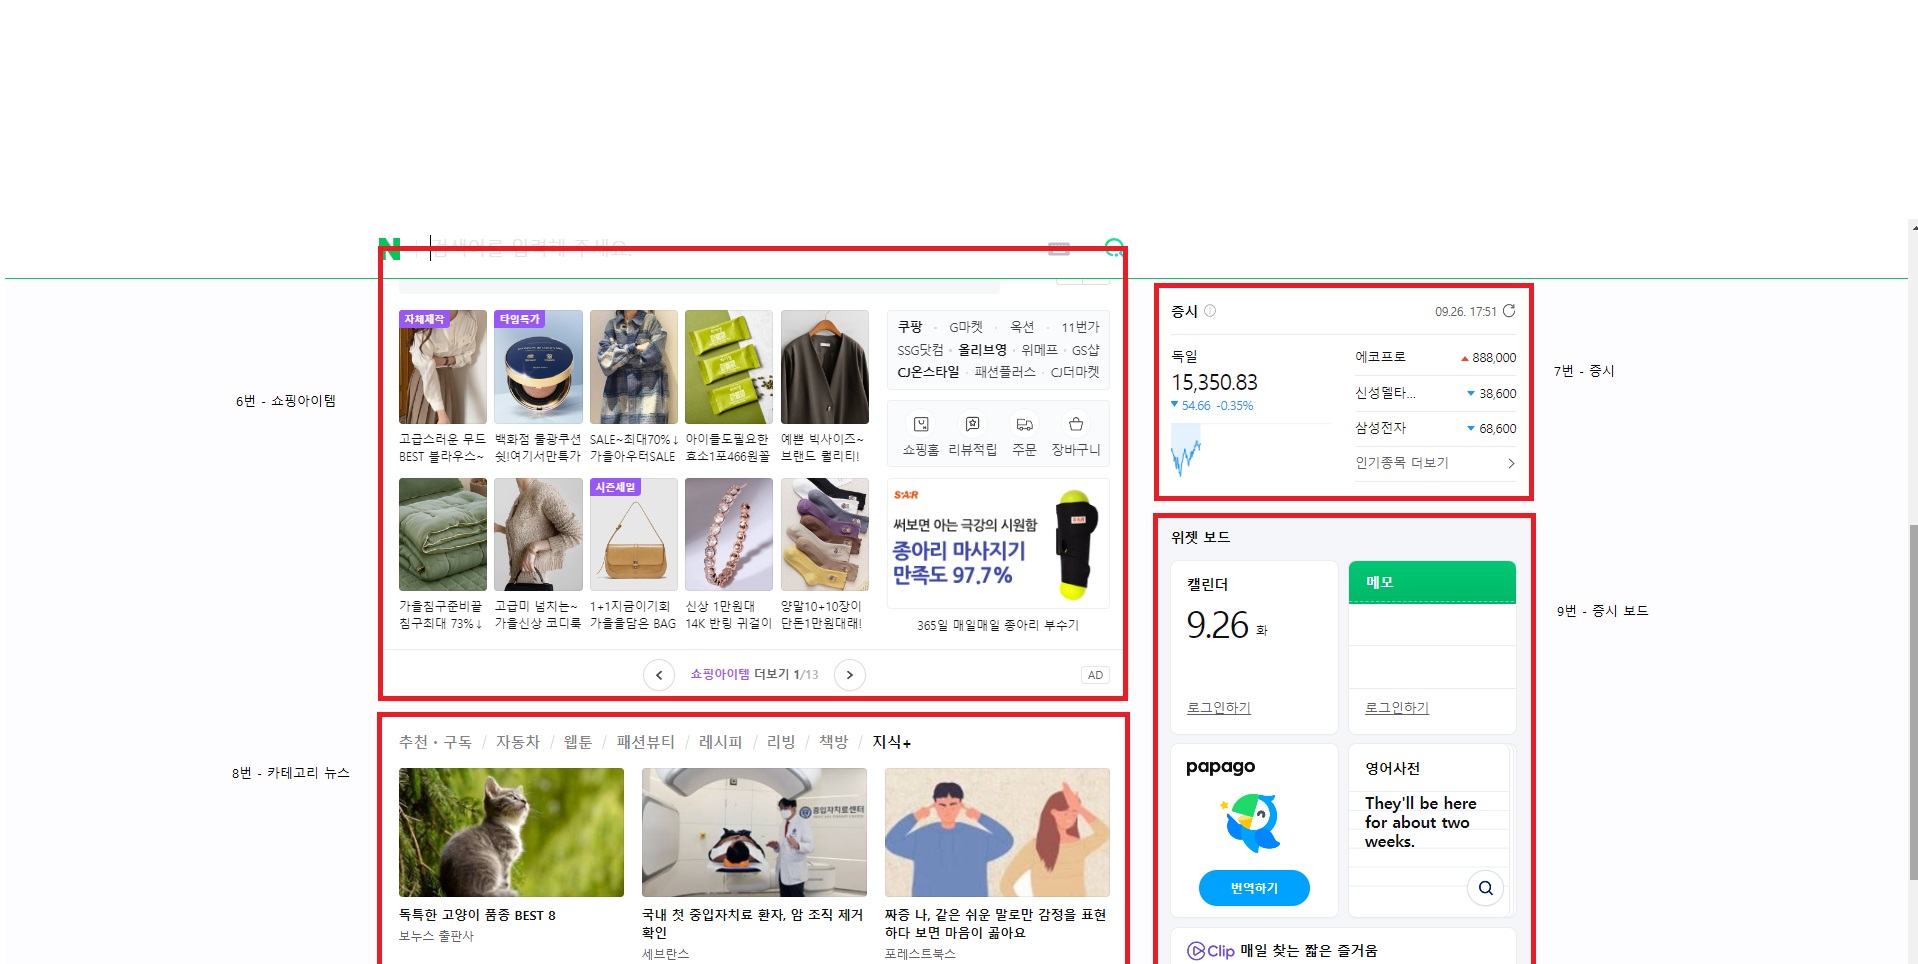 검색어를 입력해 주세요.
6번 - 쇼핑아이템
자체제작
타임특가
고급스러운 무드
BEST 블라우스~
백화점 물광쿠션
쉿!여기서만특가
SALE~최대70%↓
가을아우터SALE
아이들도필요한
효소1포466원꼴
예쁜 빅사이즈~
브랜드 퀄리티!
시즌세일
가을침구준비끝
침구최대 73%↓
고급미 넘치는~
가을신상 코디룩
1+1지금이기회
가을을담은 BAG
신상 1만원대
14K 반링 귀걸이
양말10+10장이
단돈1만원대래!
쿠팡 · G마켓 · 옥션 · 11번가
SSG닷컴 · 올리브영 · 위메프 · GS샵
CJ온스타일 · 패션플러스 · CJ더마켓
쇼핑홈 리뷰적립 주문 장바구니
S·A·R
써보면 아는 극강의 시원함
종아리 마사지기
만족도 97.7%
365일 매일매일 종아리 부수기
쇼핑아이템 더보기 1/13
AD
7번 - 증시
증시
09.26. 17:51
독일
15,350.83
54.66 -0.35%
에코프로 888,000
신성델타... 38,600
삼성전자 68,600
인기종목 더보기
8번 - 카테고리 뉴스
추천·구독 / 자동차 / 웹툰 / 패션뷰티 / 레시피 / 리빙 / 책방 / 지식+
중입자치료센터
독특한 고양이 품종 BEST 8
보누스 출판사
국내 첫 중입자치료 환자, 암 조직 제거
확인
세브란스
짜증 나, 같은 쉬운 말로만 감정을 표현
하다 보면 마음이 곪아요
포레스트북스
9번 - 증시 보드
위젯 보드
캘린더
9.26 화
로그인하기
메모
로그인하기
papago
번역하기
영어사전
They'll be here
for about two
weeks.
Clip 매일 찾는 짧은 즐거움